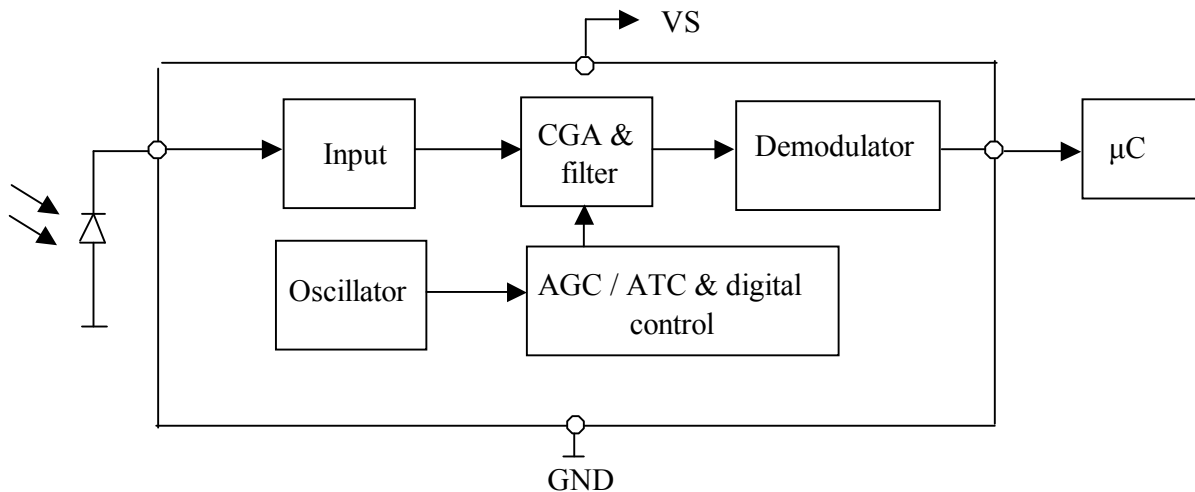 VS
Input
CGA &
filter
Demodulator
μC
Oscillator
AGC / ATC & digital
control
GND